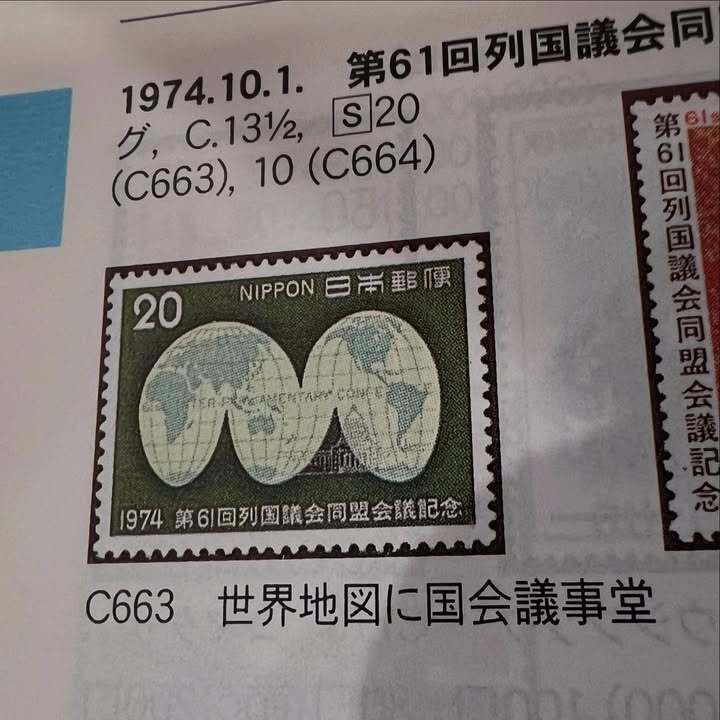 1974.10.1. 第61回列国議会同
グ, C.13½, S20
(C663), 10 (C664)
20
NIPPON 日本郵便
PARLIAMENTARY CONFE
1974 第61回列国議会同盟会議記念
C663 世界地図に国会議事堂
第61回列国議会同盟会議記念